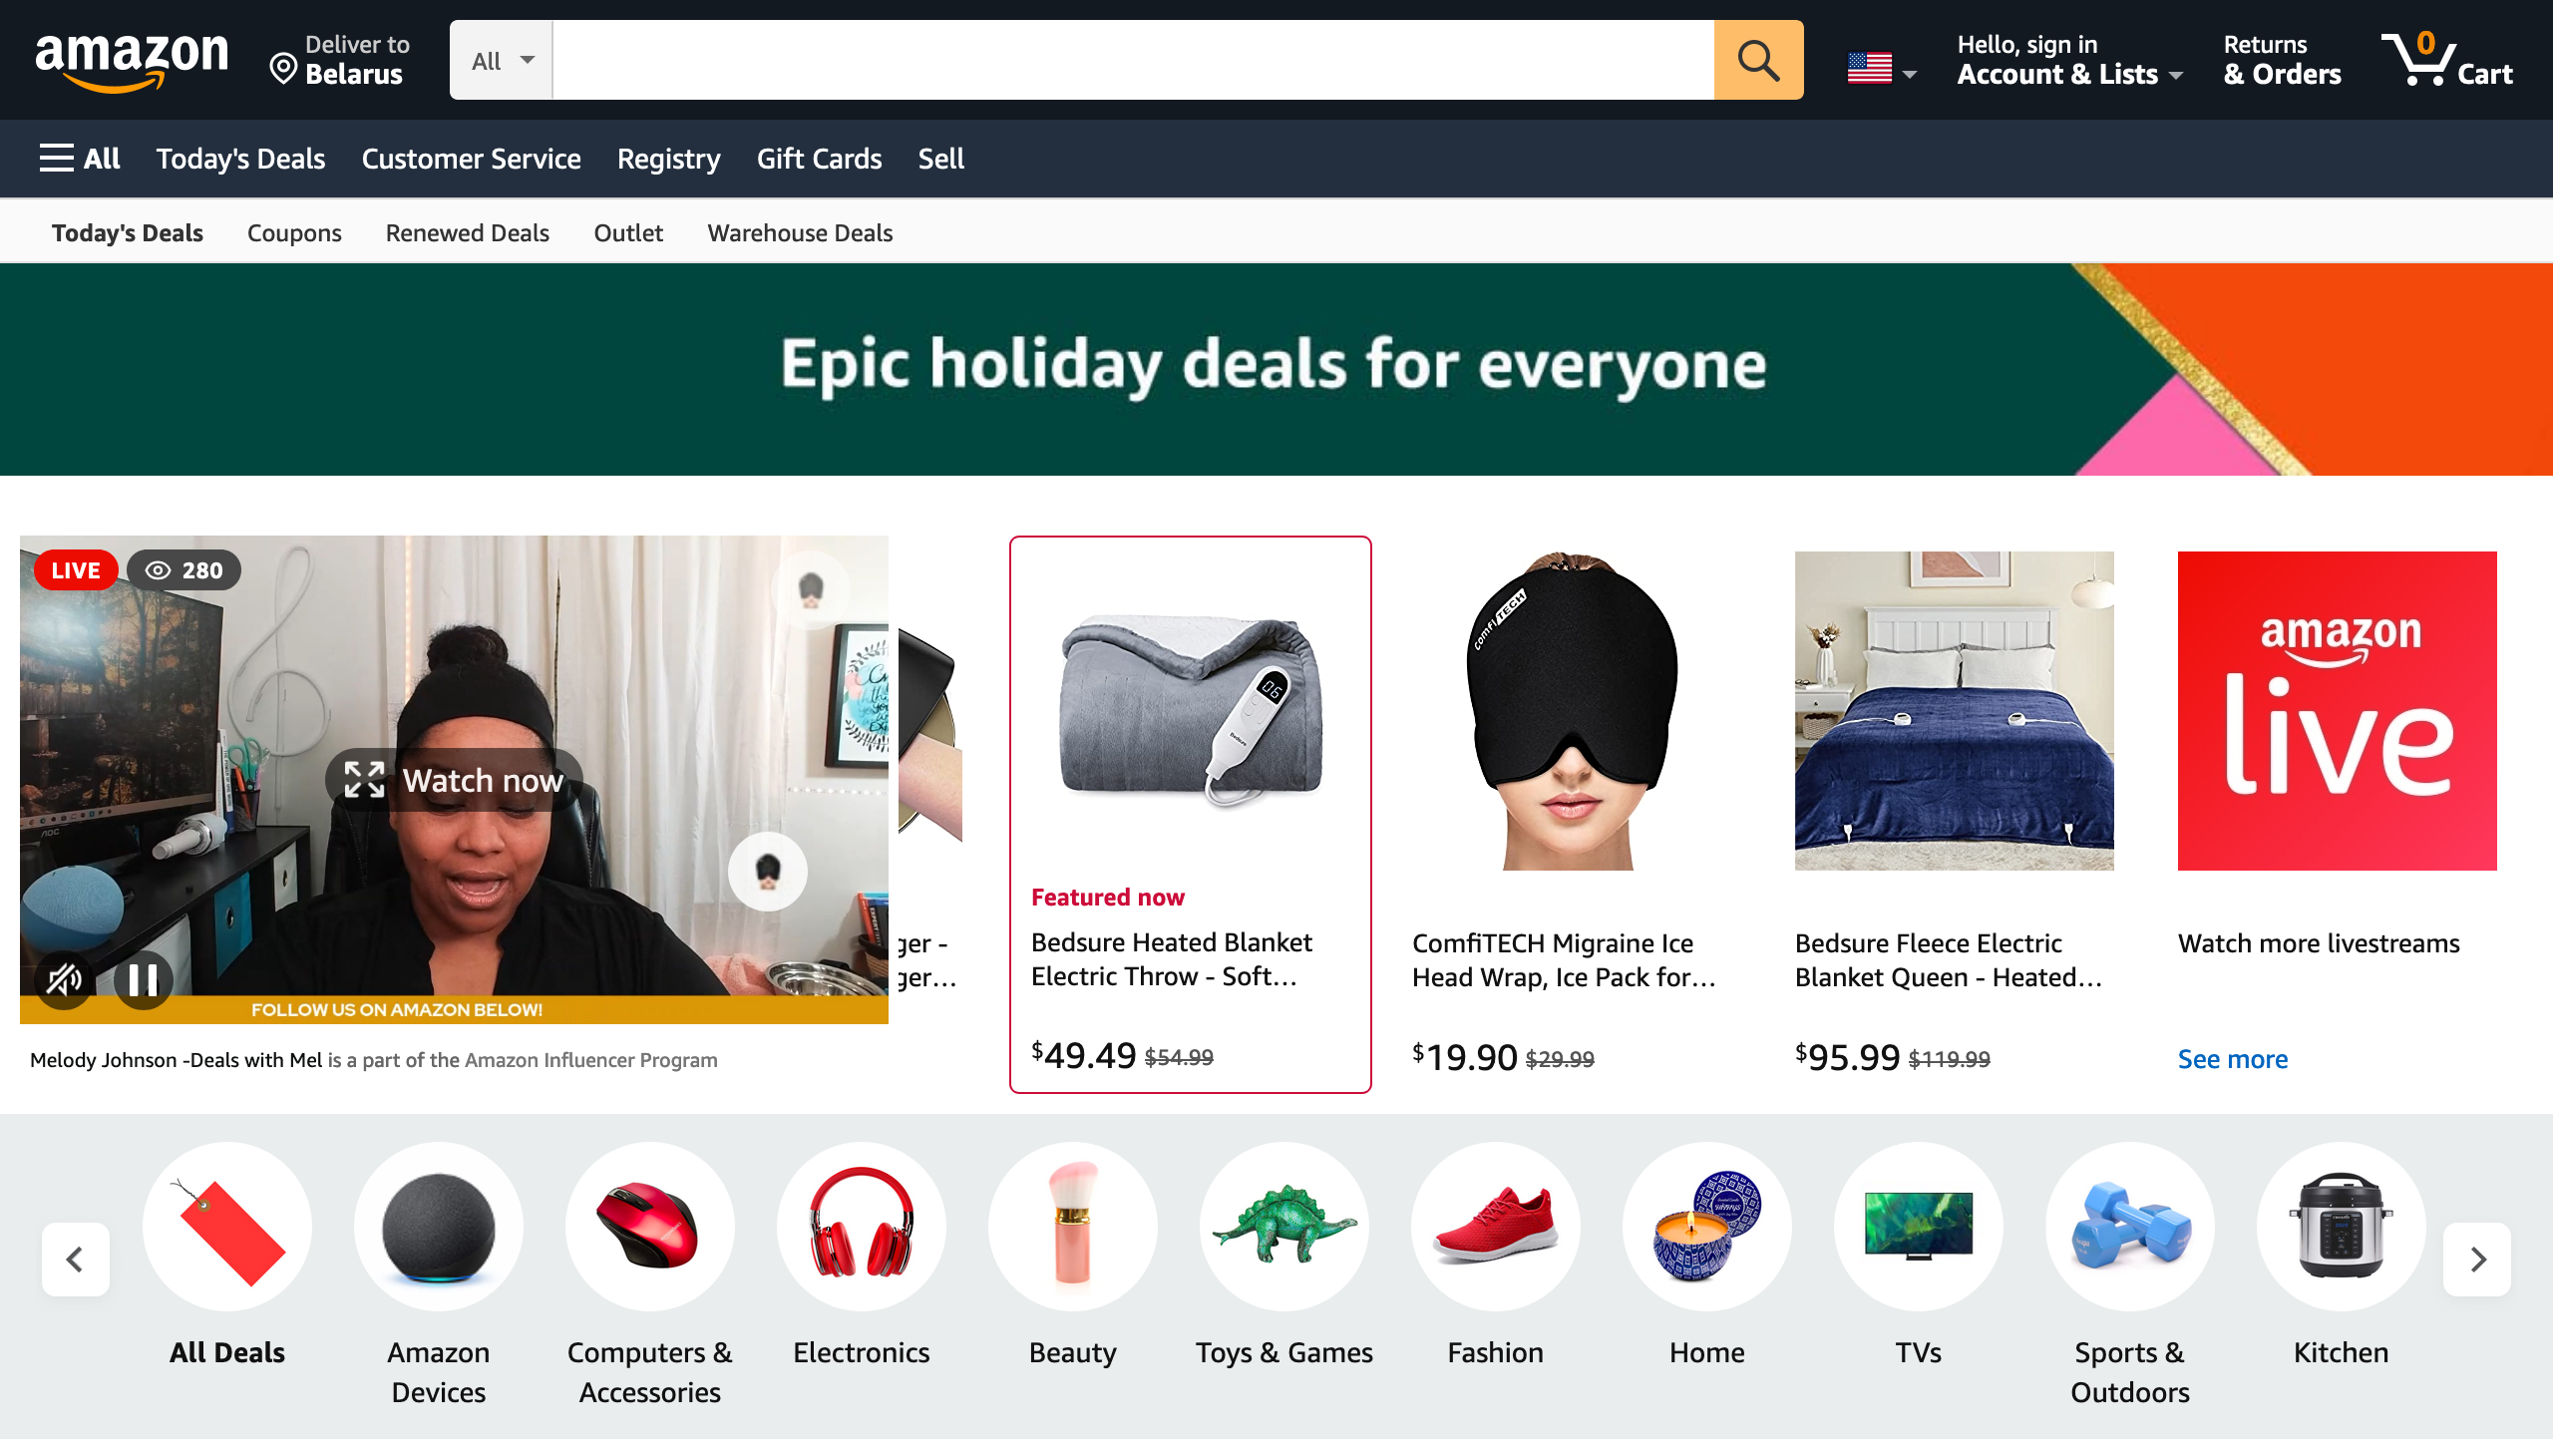 amazon
Deliver to
Belarus
All
Hello, sign in
Account & Lists
Returns
& Orders
0
Cart
All
Today's Deals
Customer Service
Registry
Gift Cards
Sell
Today's Deals
Coupons
Renewed Deals
Outlet
Warehouse Deals
Epic holiday deals for everyone
LIVE
280
Watch now
AOC
FOLLOW US ON AMAZON BELOW!
Melody Johnson -Deals with Mel is a part of the Amazon Influencer Program
ger -
ger...
06
Bedsure
Featured now
Bedsure Heated Blanket
Electric Throw - Soft...
$49.49 $54.99
comfiTECH
ComfiTECH Migraine Ice
Head Wrap, Ice Pack for...
$19.90 $29.99
Bedsure Fleece Electric
Blanket Queen - Heated...
$95.99 $119.99
amazon
live
Watch more livestreams
See more
All Deals
Amazon
Devices
Computers &
Accessories
Electronics
Beauty
Toys & Games
Fashion
Home
TVs
Sports &
Outdoors
Kitchen